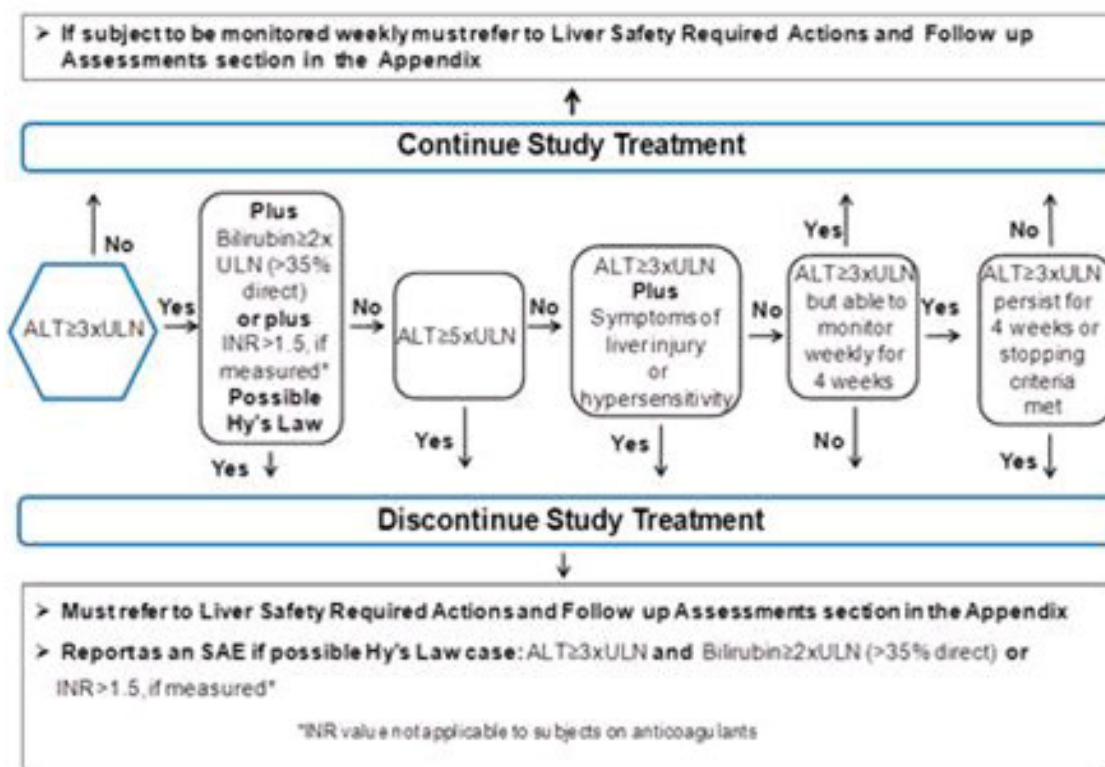 ➢ If subject to be monitored weekly must refer to Liver Safety Required Actions and Follow up
Assessments section in the Appendix
Continue Study Treatment
No
ALT≥3xULN
Yes
Plus
Bilirubin≥2x
ULN (>35%
direct)
or plus
INR>1.5, if
measured*
Possible
Hy's Law
Yes
No
ALT≥5xULN
Yes
No
ALT≥3xULN
Plus
Symptoms of
liver injury
or
hypersensitivity
Yes
No
Yes
ALT≥3xULN
but able to
monitor
weekly for
4 weeks
No
Yes
No
ALT≥3xULN
persist for
4 weeks or
stopping
criteria
met
Yes
Discontinue Study Treatment
➢ Must refer to Liver Safety Required Actions and Follow up Assessments section in the Appendix
➢ Report as an SAE if possible Hy's Law case: ALT≥3xULN and Bilirubin≥2xULN (>35% direct) or
INR>1.5, if measured*
*INR value not applicable to subjects on anticoagulants